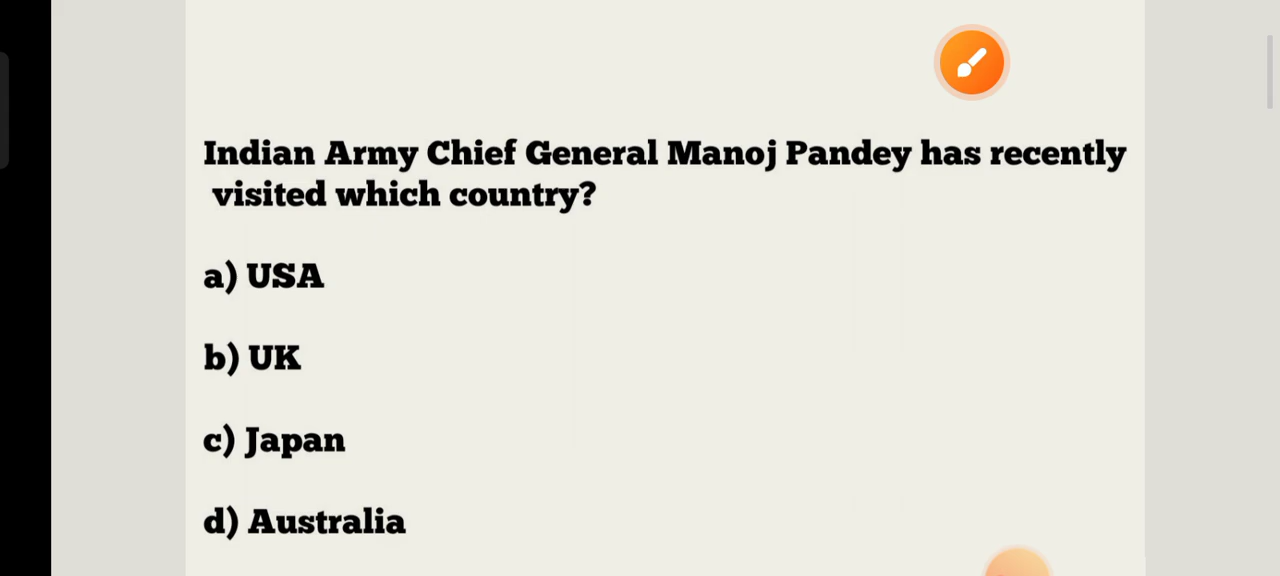 Indian Army Chief General Manoj Pandey has recently
visited which country?
a) USA
b) UK
c) Japan
d) Australia